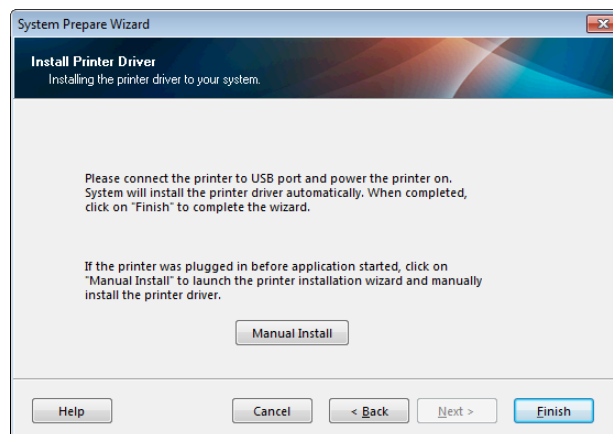 System Prepare Wizard
Install Printer Driver
Installing the printer driver to your system.
Please connect the printer to USB port and power the printer on.
System will install the printer driver automatically. When completed,
click on "Finish" to complete the wizard.
If the printer was plugged in before application started, click on
"Manual Install" to launch the printer installation wizard and manually
install the printer driver.
Manual Install
Help
Cancel
< Back
Next >
Finish